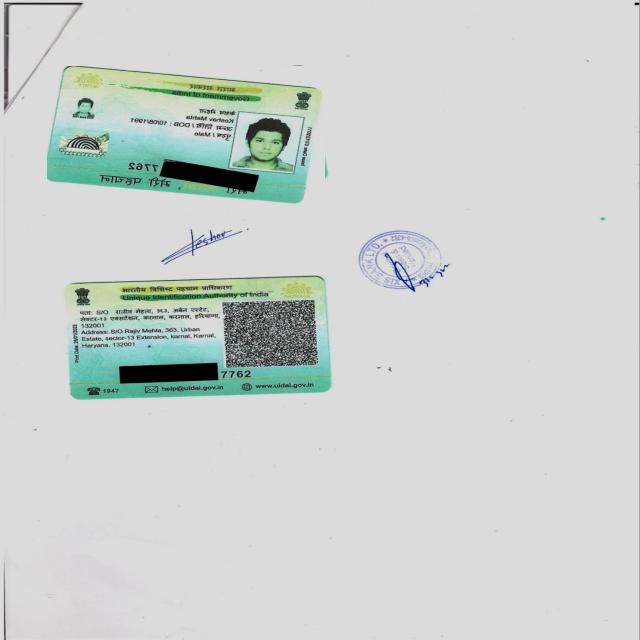 भारत सरकार
Government of India
केशव मेहता
Keshav Mehta
जन्म तिथि / DOB : 10/08/1991
पुरुष / Male
7762
मेरी पहचान
Keshav
भारतीय विशिष्ट पहचान प्राधिकरण
Unique Identification Authority of India
पता: S/O राजीव मेहता, ३६३, अर्बन एस्टेट,
सेक्टर-13 एक्सटेंशन, करनाल, करनाल, हरियाणा,
132001
Address: S/O Rajiv Mehta, 363, Urban
Estate, sector-13 Extension, karnal, Karnal,
Haryana, 132001
7762
1947
help@uidai.gov.in
www.uidai.gov.in